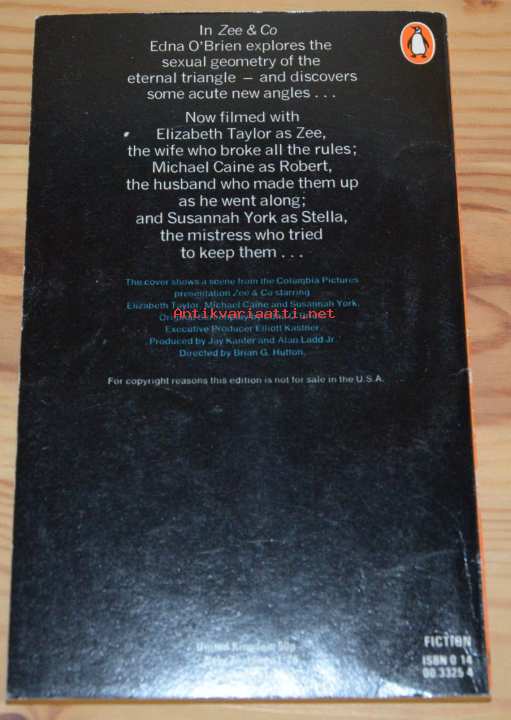 In Zee & Co
Edna O'Brien explores the
sexual geometry of the
eternal triangle – and discovers
some acute new angles . . .
Now filmed with
Elizabeth Taylor as Zee,
the wife who broke all the rules;
Michael Caine as Robert,
the husband who made them up
as he went along;
and Susannah York as Stella,
the mistress who tried
to keep them . . .
The cover shows a scene from the Columbia Pictures
presentation Zee & Co starring
Elizabeth Taylor, Michael Caine and Susannah York.
Antikvariaatti.net
Executive Producer Elliott Kastner.
Produced by Jay Kanter and Alan Ladd Jr.
Directed by Brian G. Hutton.
For copyright reasons this edition is not for sale in the U.S.A.
United Kingdom
FICTION
ISBN 0 14
00.3325 4